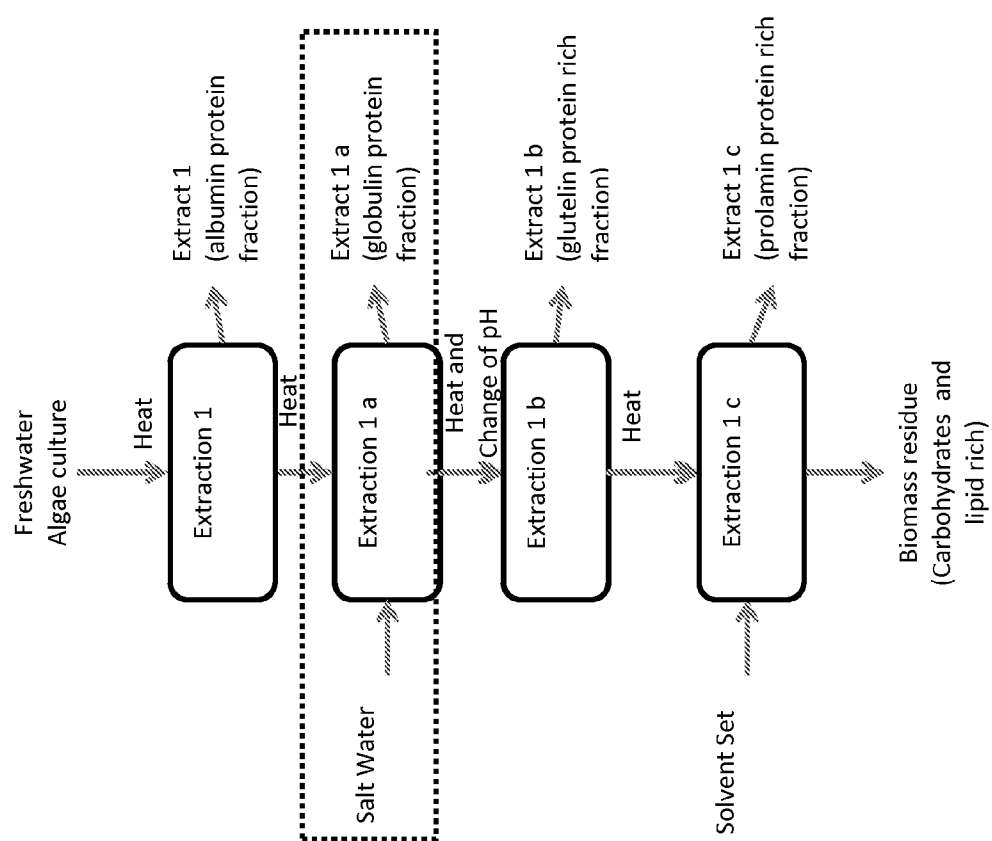 Freshwater
Algae culture
Heat
Extraction 1
Extract 1
(albumin protein
fraction)
Heat
Salt Water
Extraction 1 a
Extract 1 a
(globulin protein
fraction)
Heat and
Change of pH
Extraction 1 b
Extract 1 b
(glutelin protein rich
fraction)
Heat
Solvent Set
Extraction 1 c
Extract 1 c
(prolamin protein rich
fraction)
Biomass residue
(Carbohydrates and
lipid rich)